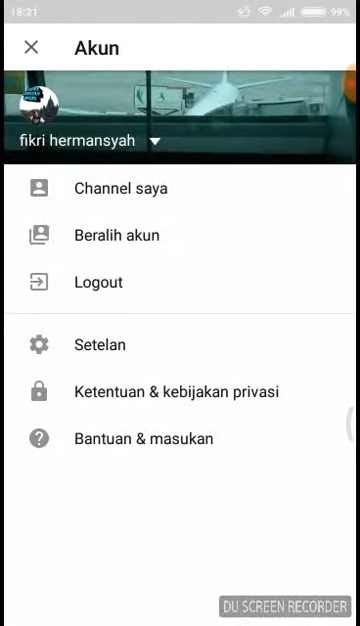 18:21
99%
Akun
fikri hermansyah
Channel saya
Beralih akun
Logout
Setelan
Ketentuan & kebijakan privasi
Bantuan & masukan
DU SCREEN RECORDER